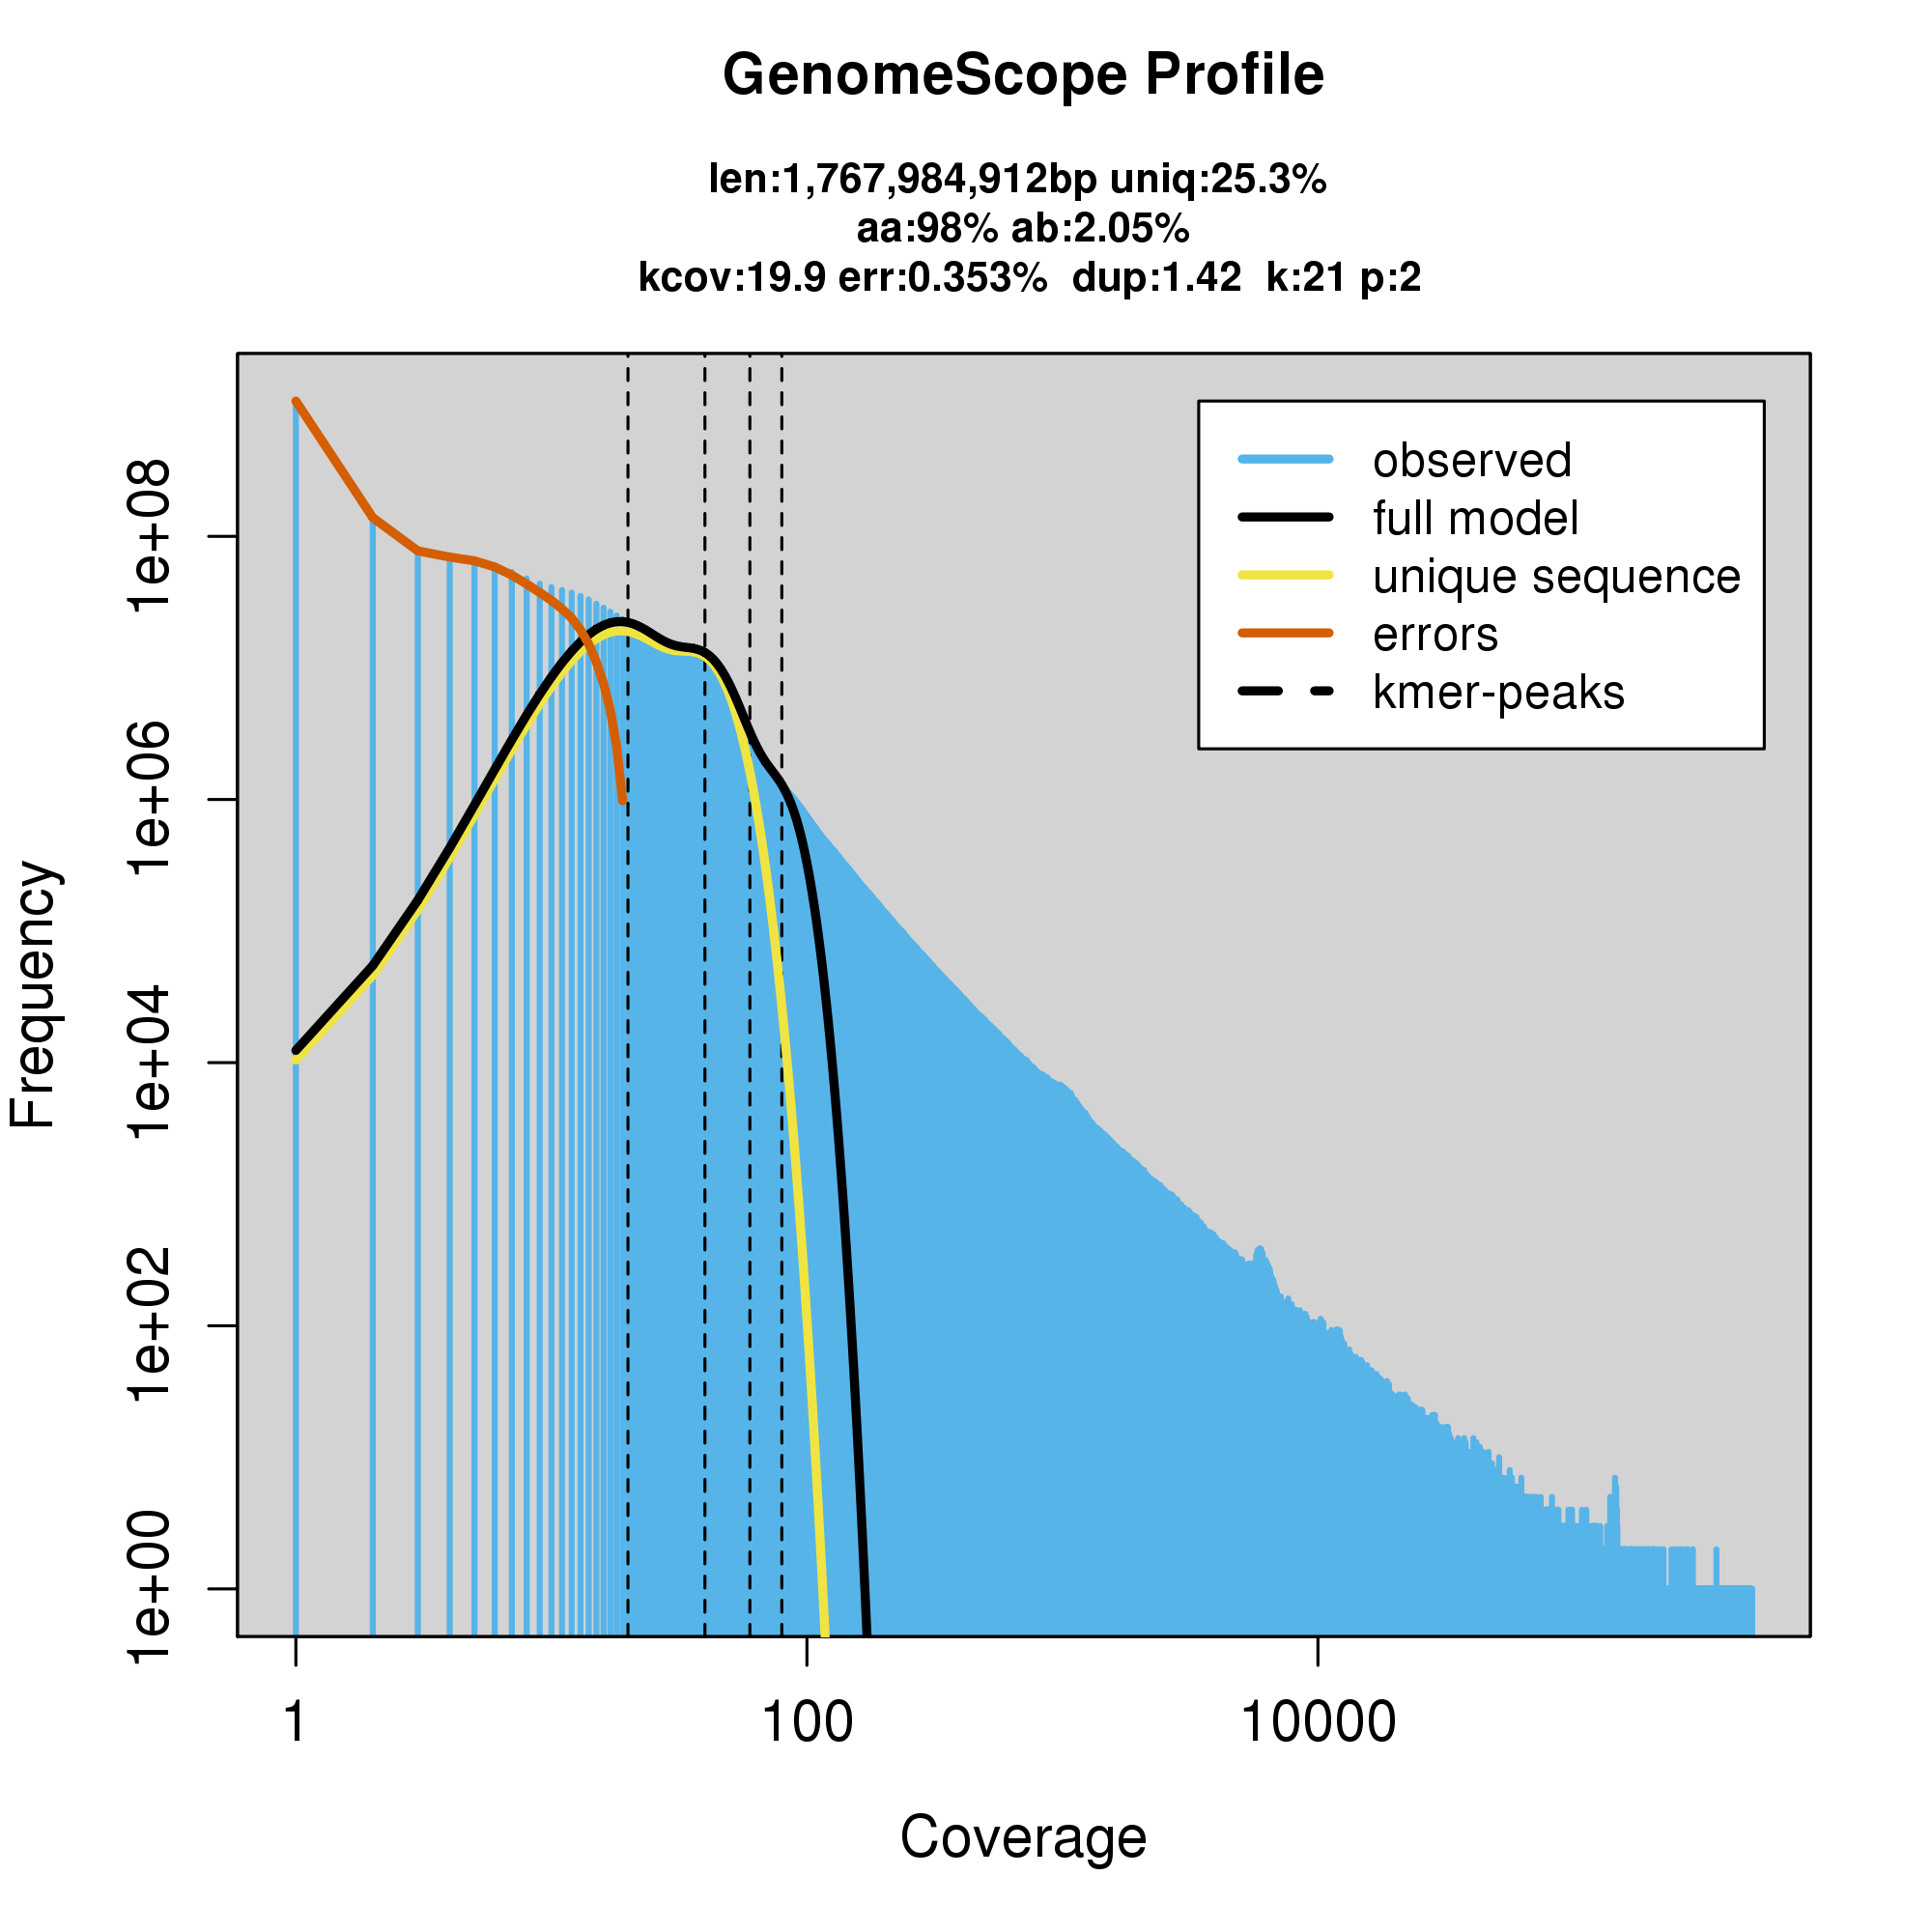 GenomeScope Profile
len:1,767,984,912bp uniq:25.3%
aa:98% ab:2.05%
kcov:19.9 err:0.353%  dup:1.42  k:21 p:2
observed
full model
unique sequence
errors
kmer-peaks
Frequency
1e+08
1e+06
1e+04
1e+02
1e+00
1
100
10000
Coverage